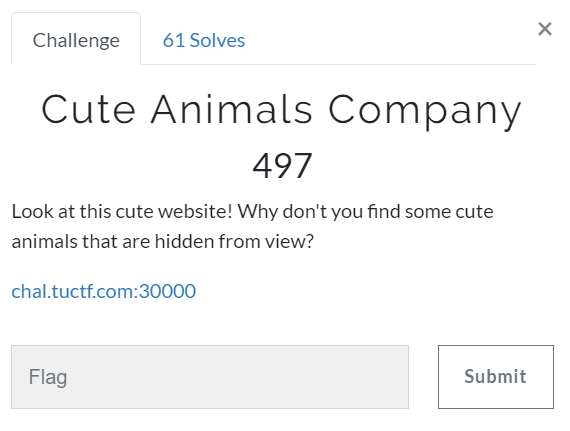 Challenge
61 Solves
×
Cute Animals Company
497
Look at this cute website! Why don't you find some cute
animals that are hidden from view?
chal.tuctf.com:30000
Flag
Submit